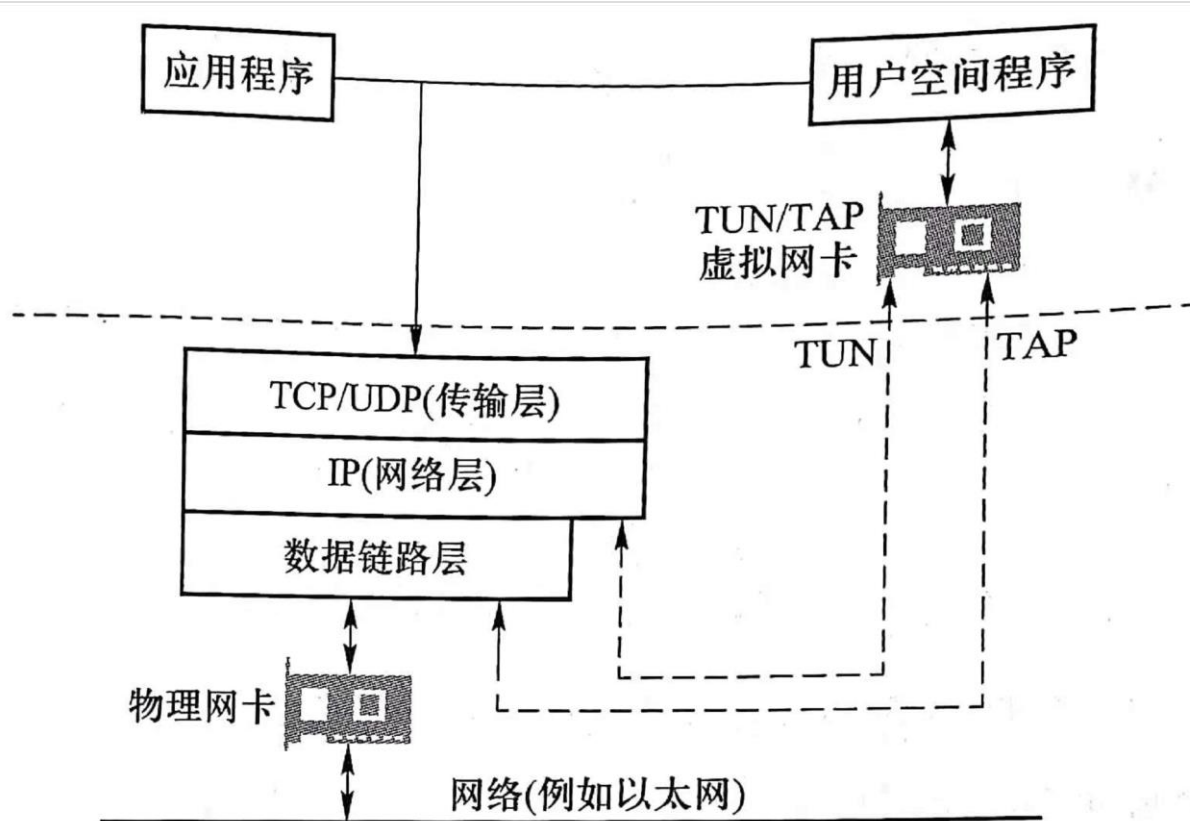 应用程序
用户空间程序
TUN/TAP
虚拟网卡
TUN
TAP
TCP/UDP(传输层)
IP(网络层)
数据链路层
物理网卡
网络(例如以太网)